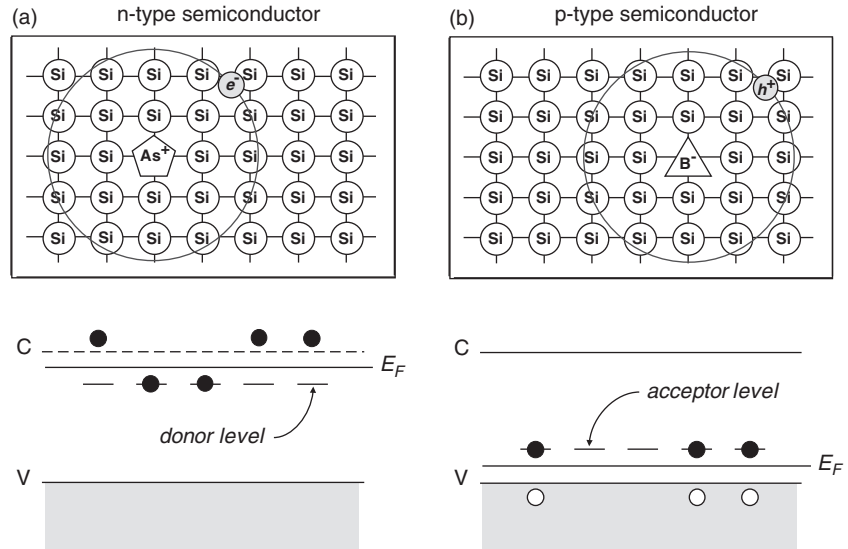 (a) n-type semiconductor
Si Si Si Si e⁻ Si Si Si
Si Si Si Si Si Si Si
Si Si As⁺ Si Si Si Si
Si Si Si Si Si Si Si
Si Si Si Si Si Si Si
C
E_F
donor level
V
(b) p-type semiconductor
Si Si Si Si Si Si h⁺ Si
Si Si Si Si Si Si Si
Si Si Si Si B⁻ Si Si
Si Si Si Si Si Si Si
Si Si Si Si Si Si Si
C
acceptor level
E_F
V